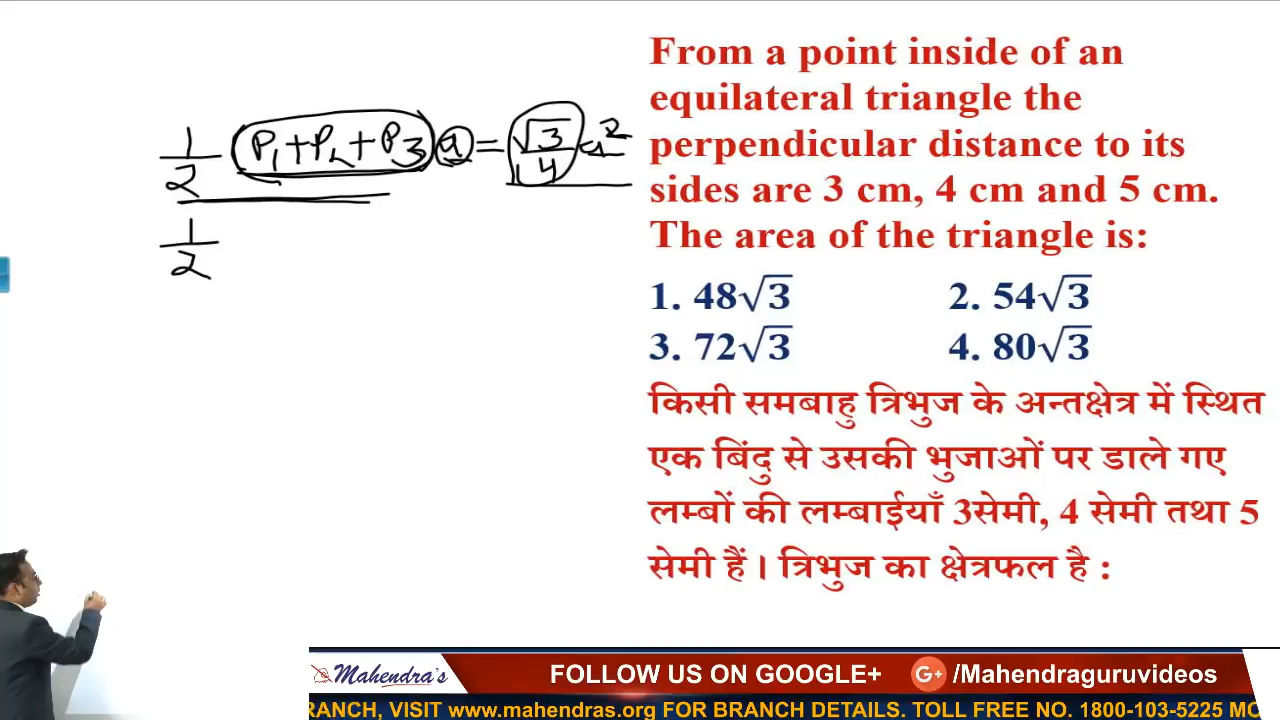 1/2 (P₁+P₂+P₃) a = √3/4 a²
1/2
From a point inside of an
equilateral triangle the
perpendicular distance to its
sides are 3 cm, 4 cm and 5 cm.
The area of the triangle is:
1. 48√3 2. 54√3
3. 72√3 4. 80√3
किसी समबाहु त्रिभुज के अन्तक्षेत्र में स्थित
एक बिंदु से उसकी भुजाओं पर डाले गए
लम्बों की लम्बाईयाँ 3सेमी, 4 सेमी तथा 5
सेमी हैं। त्रिभुज का क्षेत्रफल है :
Mahendra's FOLLOW US ON GOOGLE+ G+ /Mahendraguruvideos
RANCH, VISIT www.mahendras.org FOR BRANCH DETAILS. TOLL FREE NO. 1800-103-5225 MC